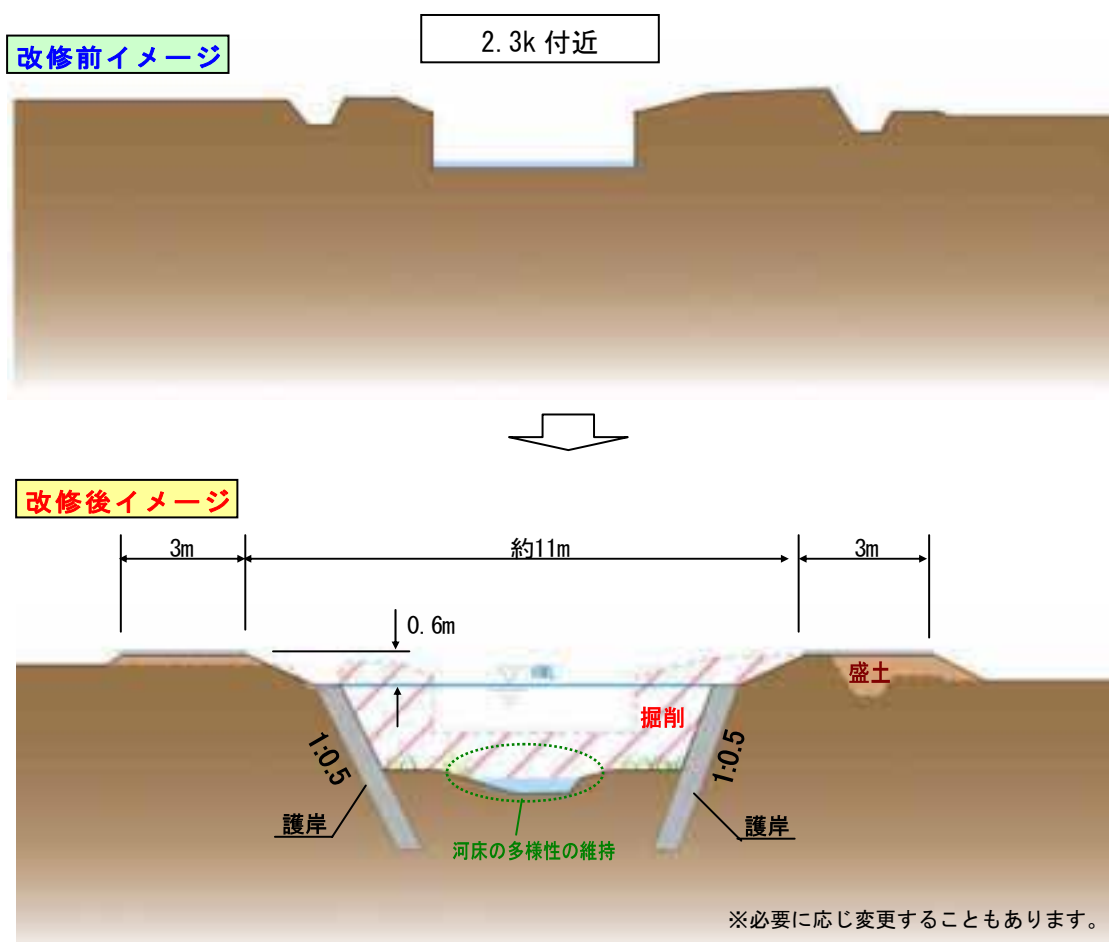 2.3k 付近
改修前イメージ
改修後イメージ
3m
約11m
3m
0.6m
盛土
掘削
1:0.5
1:0.5
護岸
護岸
河床の多様性の維持
※必要に応じ変更することもあります。